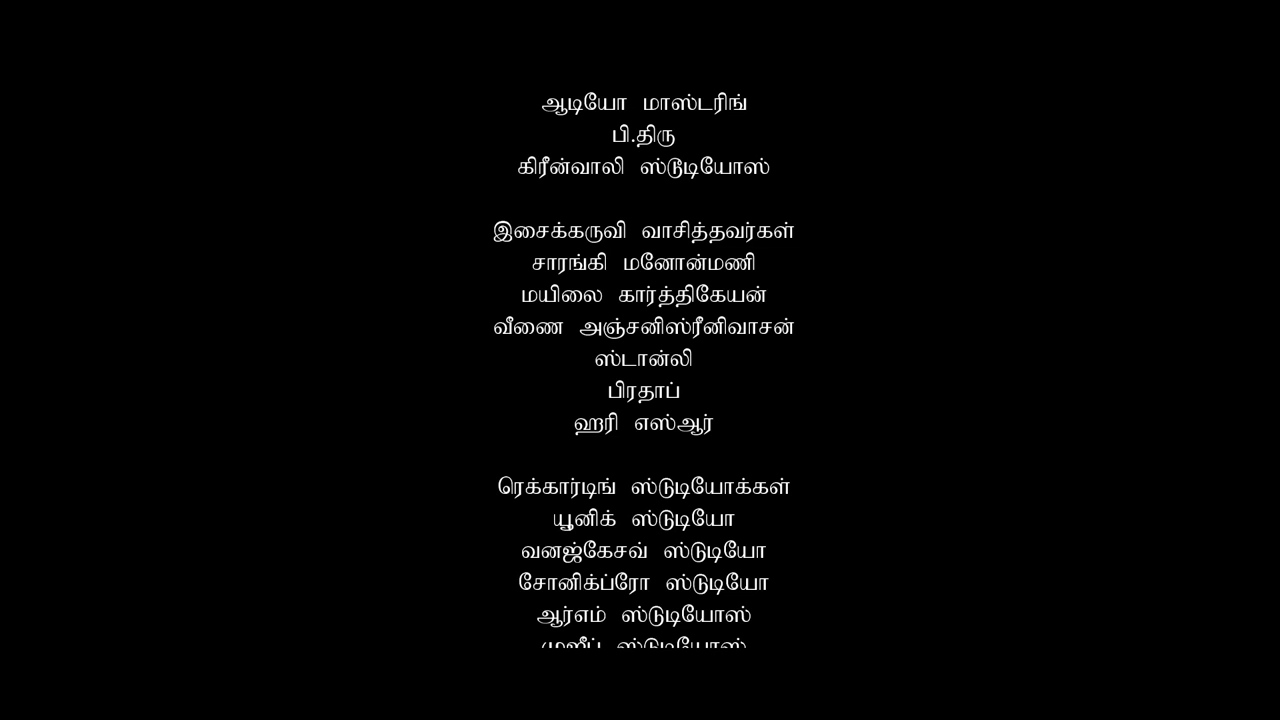 ஆடியோ மாஸ்டரிங்
பி.திரு
கிரீன்வாலி ஸ்டூடியோஸ்
இசைக்கருவி வாசித்தவர்கள்
சாரங்கி மனோன்மணி
மயிலை கார்த்திகேயன்
வீணை அஞ்சனிஸ்ரீனிவாசன்
ஸ்டான்லி
பிரதாப்
ஹரி எஸ்ஆர்
ரெக்கார்டிங் ஸ்டுடியோக்கள்
யூனிக் ஸ்டுடியோ
வனஜ்கேசவ் ஸ்டுடியோ
சோனிக்ப்ரோ ஸ்டுடியோ
ஆர்எம் ஸ்டுடியோஸ்
ஸ்டுடியோஸ்